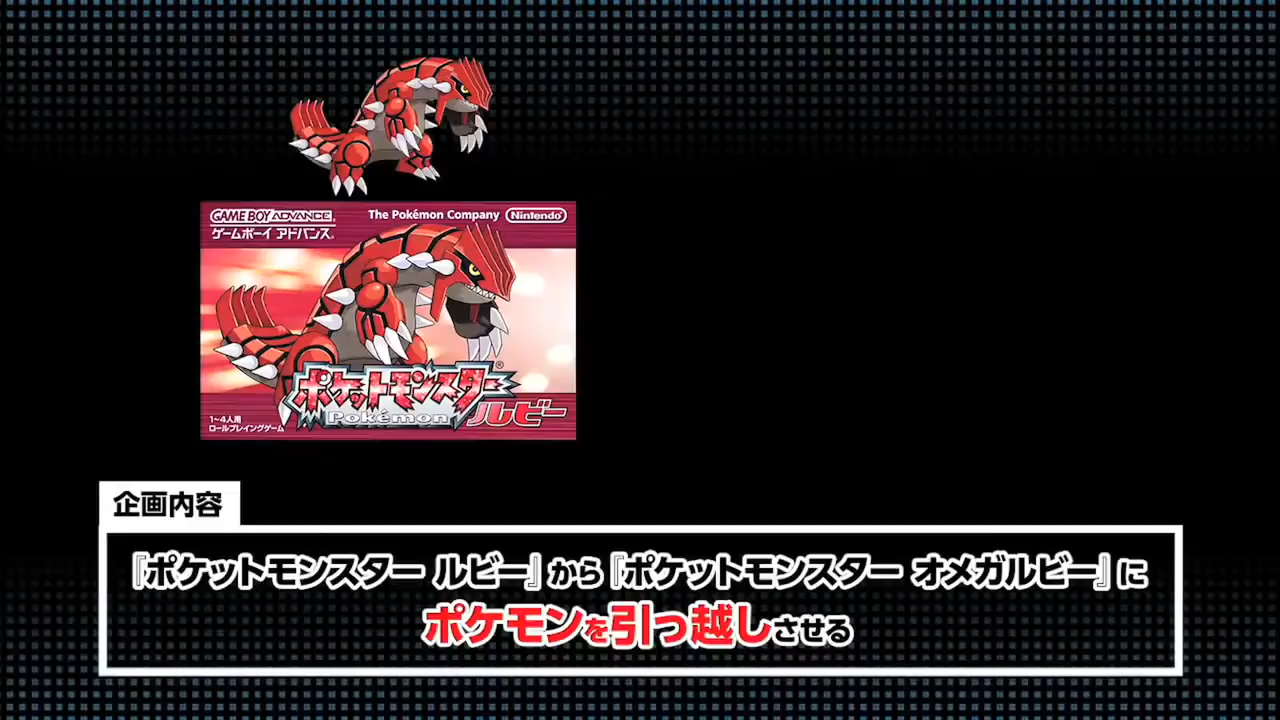 GAME BOY ADVANCE
The Pokémon Company
Nintendo
ゲームボーイ アドバンス
ポケットモンスター
Pokémon
ルビー
1~4人用
ロールプレイングゲーム
企画内容
『ポケットモンスター ルビー』から『ポケットモンスター オメガルビー』に
ポケモンを引っ越しさせる